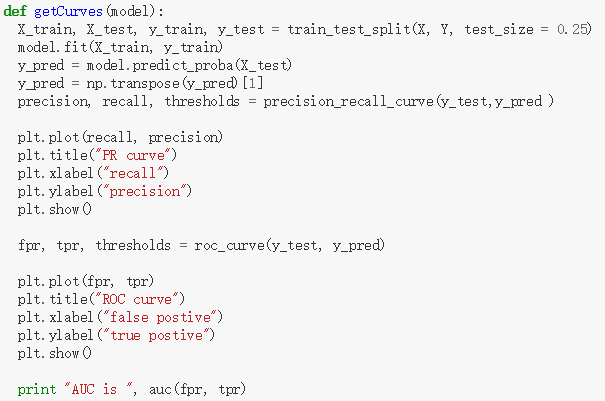 def getCurves(model):
X_train, X_test, y_train, y_test = train_test_split(X, Y, test_size = 0.25)
model.fit(X_train, y_train)
y_pred = model.predict_proba(X_test)
y_pred = np.transpose(y_pred)[1]
precision, recall, thresholds = precision_recall_curve(y_test,y_pred )
plt.plot(recall, precision)
plt.title("PR curve")
plt.xlabel("recall")
plt.ylabel("precision")
plt.show()
fpr, tpr, thresholds = roc_curve(y_test, y_pred)
plt.plot(fpr, tpr)
plt.title("ROC curve")
plt.xlabel("false postive")
plt.ylabel("true postive")
plt.show()
print "AUC is ", auc(fpr, tpr)